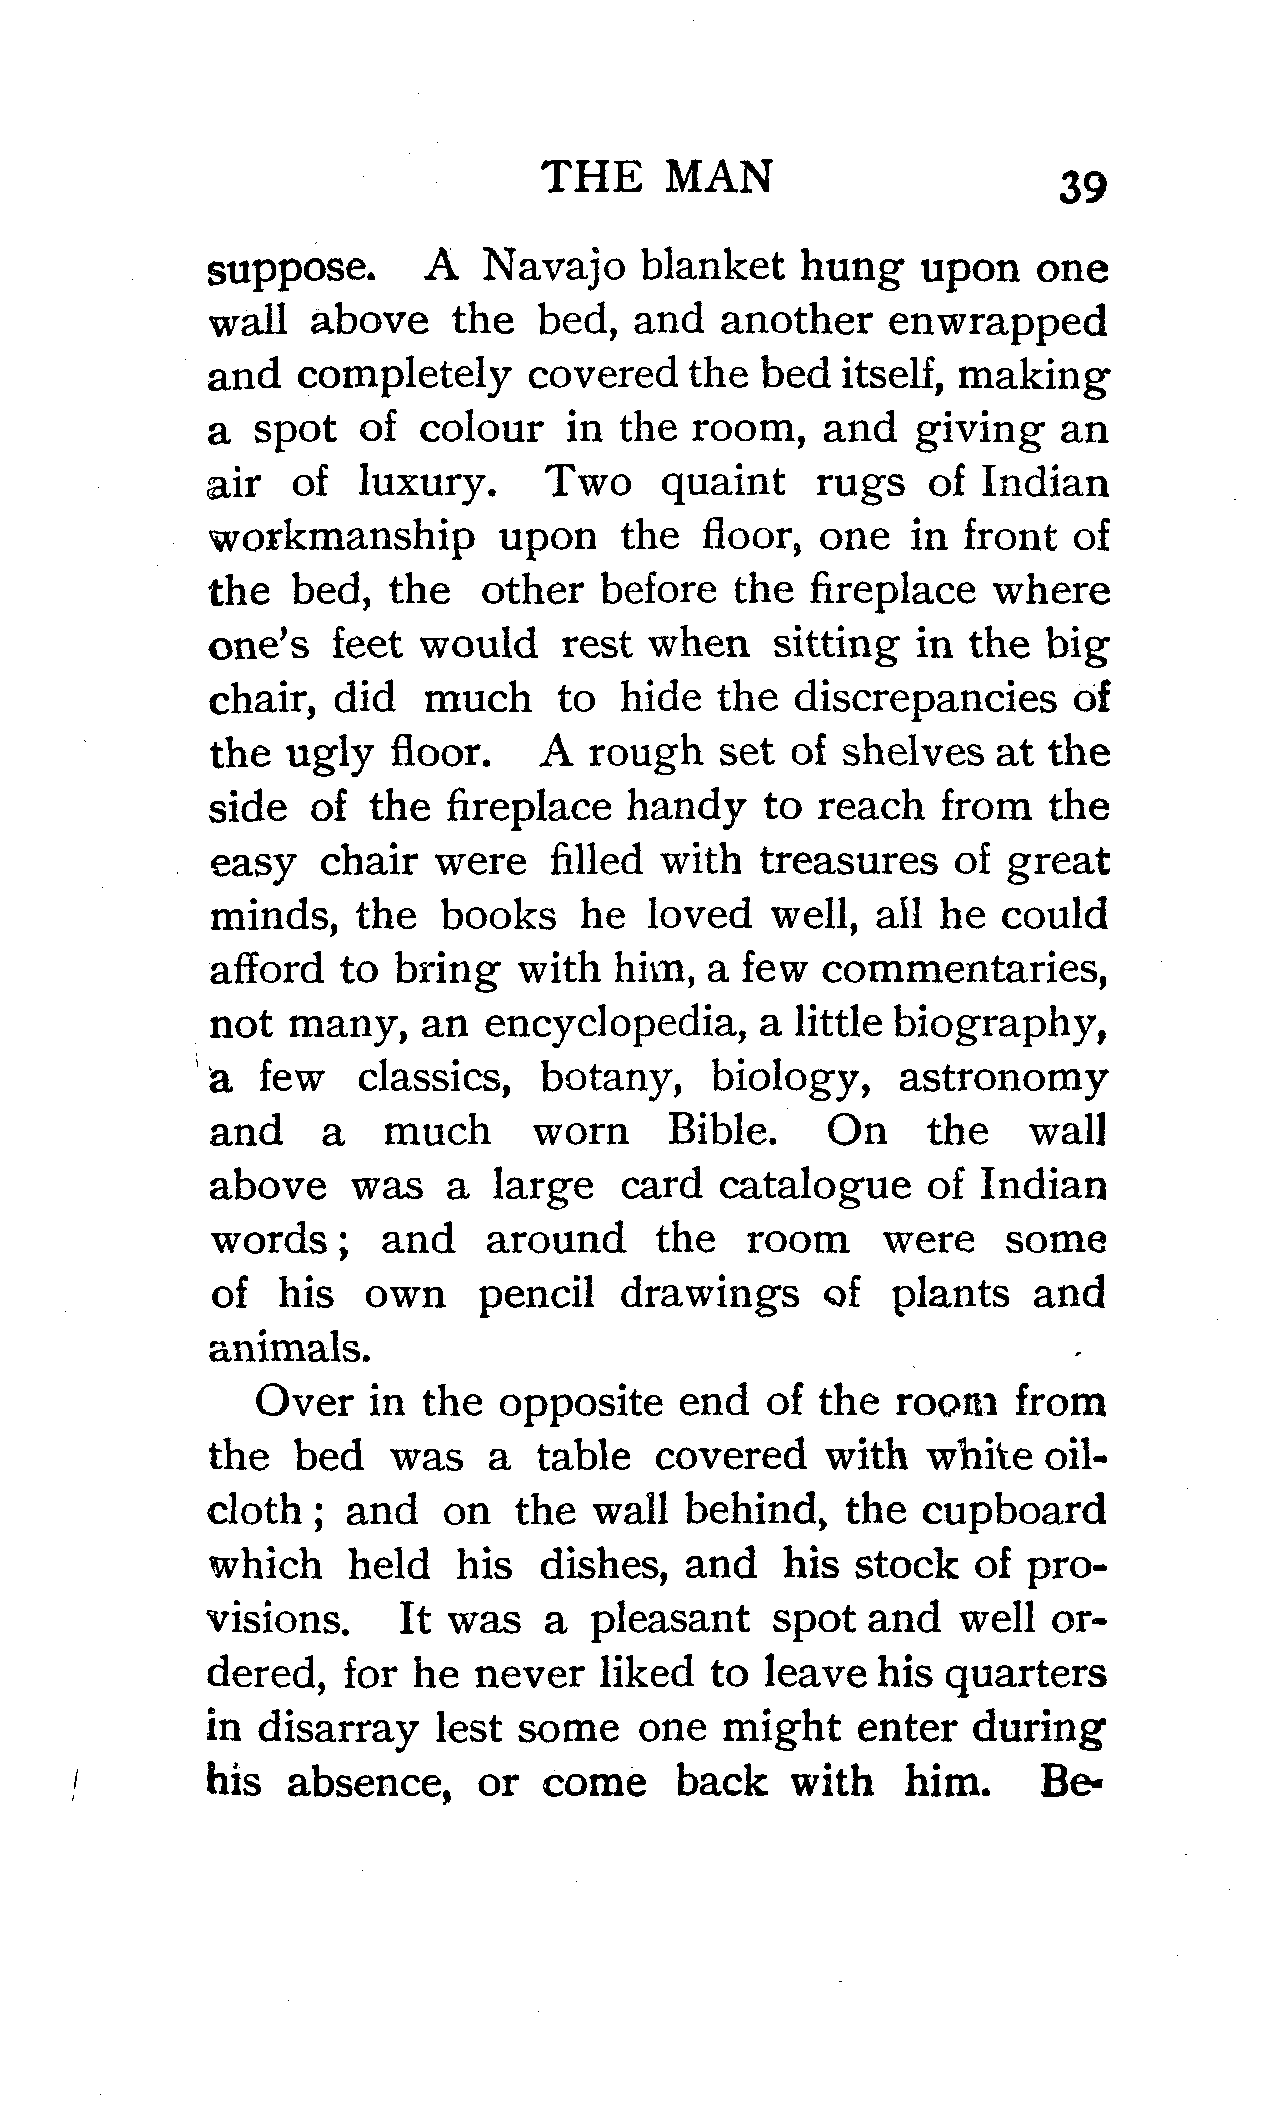 THE MAN 39
suppose. A Navajo blanket hung upon one
wall above the bed, and another enwrapped
and completely covered the bed itself, making
a spot of colour in the room, and giving an
air of luxury. Two quaint rugs of Indian
workmanship upon the floor, one in front of
the bed, the other before the fireplace where
one's feet would rest when sitting in the big
chair, did much to hide the discrepancies of
the ugly floor. A rough set of shelves at the
side of the fireplace handy to reach from the
easy chair were filled with treasures of great
minds, the books he loved well, all he could
afford to bring with him, a few commentaries,
not many, an encyclopedia, a little biography,
a few classics, botany, biology, astronomy
and a much worn Bible. On the wall
above was a large card catalogue of Indian
words; and around the room were some
of his own pencil drawings of plants and
animals.
Over in the opposite end of the room from
the bed was a table covered with white oil-
cloth; and on the wall behind, the cupboard
which held his dishes, and his stock of pro-
visions. It was a pleasant spot and well or-
dered, for he never liked to leave his quarters
in disarray lest some one might enter during
his absence, or come back with him. Be-